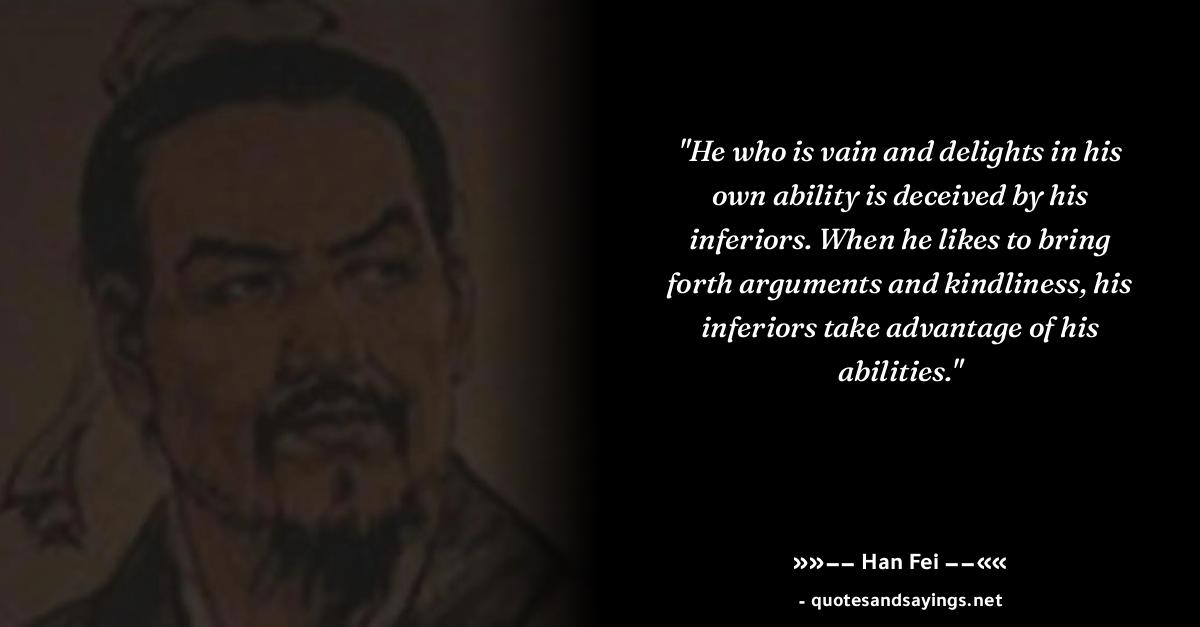 "He who is vain and delights in his
own ability is deceived by his
inferiors. When he likes to bring
forth arguments and kindliness, his
inferiors take advantage of his
abilities."
»»−− Han Fei −−««
- quotesandsayings.net